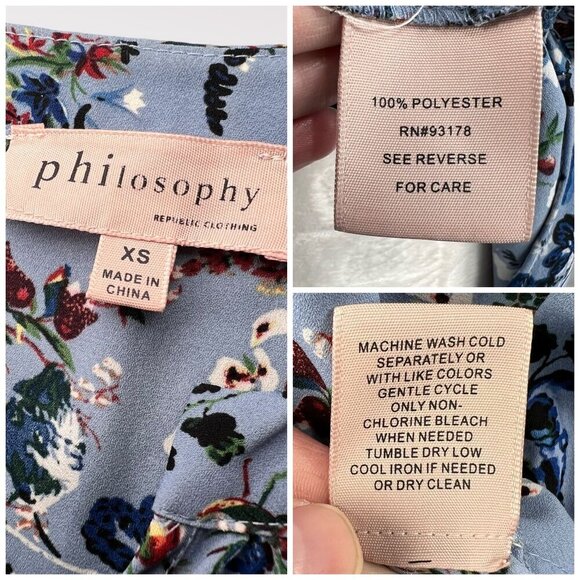 philosophy
REPUBLIC CLOTHING
XS
MADE IN
CHINA
100% POLYESTER
RN#93178
SEE REVERSE
FOR CARE
MACHINE WASH COLD
SEPARATELY OR
WITH LIKE COLORS
GENTLE CYCLE
ONLY NON-
CHLORINE BLEACH
WHEN NEEDED
TUMBLE DRY LOW
COOL IRON IF NEEDED
OR DRY CLEAN